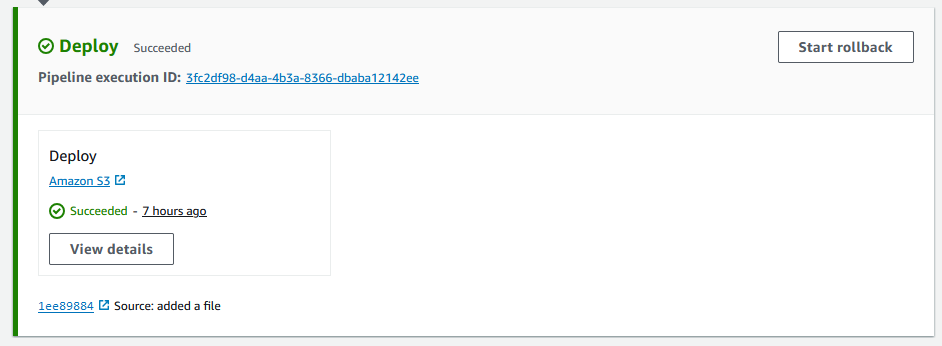 Deploy Succeeded
Start rollback
Pipeline execution ID: 3fc2df98-d4aa-4b3a-8366-dbaba12142ee
Deploy
Amazon S3
Succeeded - 7 hours ago
View details
1ee89884 Source: added a file